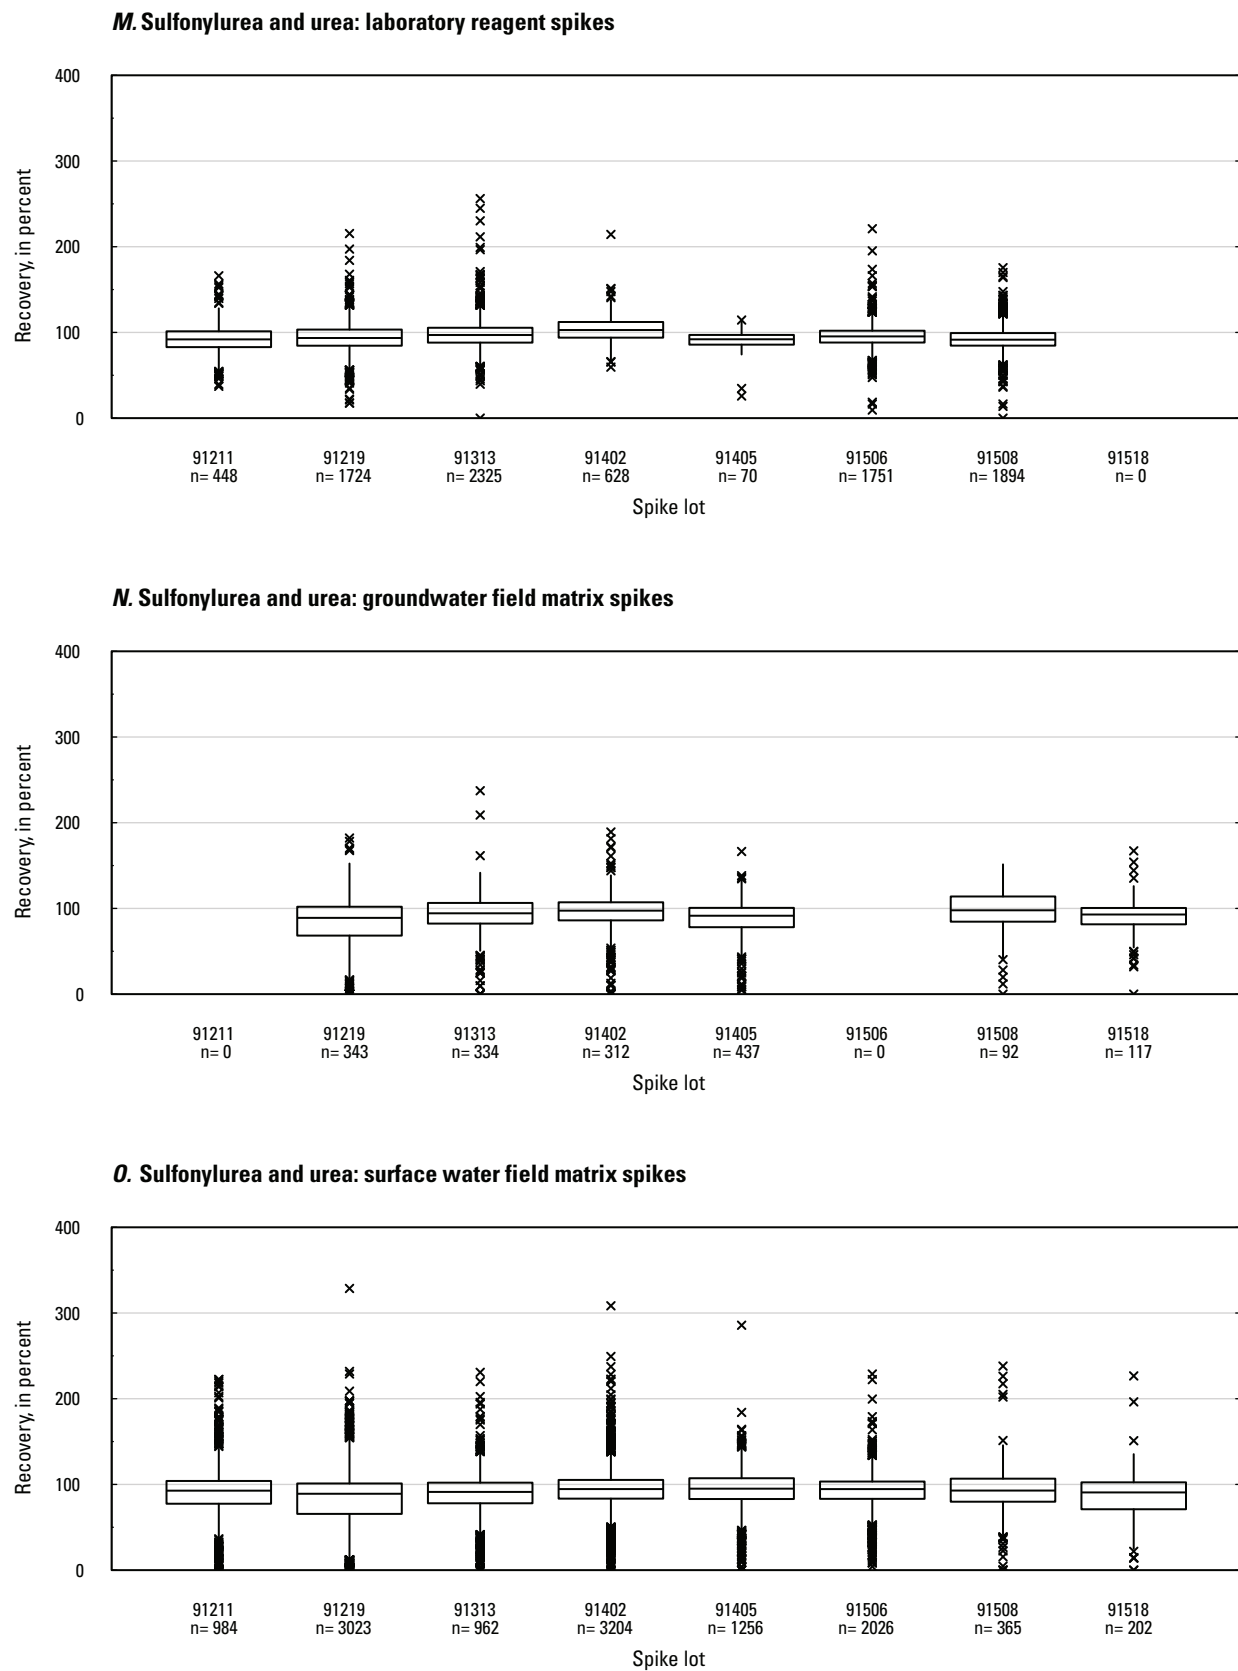 M. Sulfonylurea and urea: laboratory reagent spikes
400
300
200
100
0
Recovery, in percent
91211 91219 91313 91402 91405 91506 91508 91518
n= 448 n= 1724 n= 2325 n= 628 n= 70 n= 1751 n= 1894 n= 0
Spike lot
N. Sulfonylurea and urea: groundwater field matrix spikes
400
300
200
100
0
Recovery, in percent
91211 91219 91313 91402 91405 91506 91508 91518
n= 0 n= 343 n= 334 n= 312 n= 437 n= 0 n= 92 n= 117
Spike lot
O. Sulfonylurea and urea: surface water field matrix spikes
400
300
200
100
0
Recovery, in percent
91211 91219 91313 91402 91405 91506 91508 91518
n= 984 n= 3023 n= 962 n= 3204 n= 1256 n= 2026 n= 365 n= 202
Spike lot